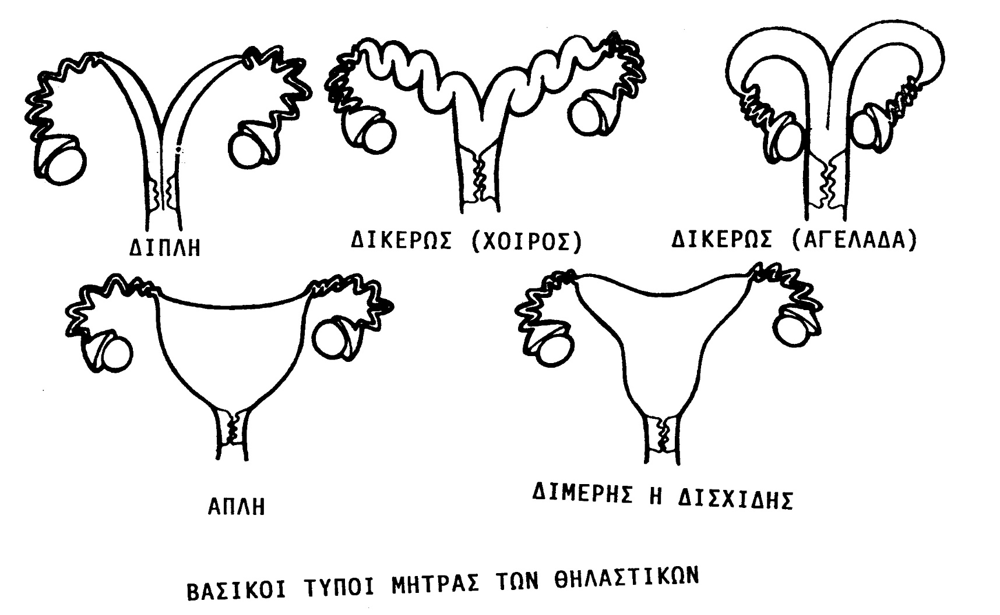 ΔΙΠΛΗ
ΔΙΚΕΡΩΣ (ΧΟΙΡΟΣ)
ΔΙΚΕΡΩΣ (ΑΓΕΛΑΔΑ)
ΑΠΛΗ
ΔΙΜΕΡΗΣ Η ΔΙΣΧΙΔΗΣ
ΒΑΣΙΚΟΙ ΤΥΠΟΙ ΜΗΤΡΑΣ ΤΩΝ ΘΗΛΑΣΤΙΚΩΝ